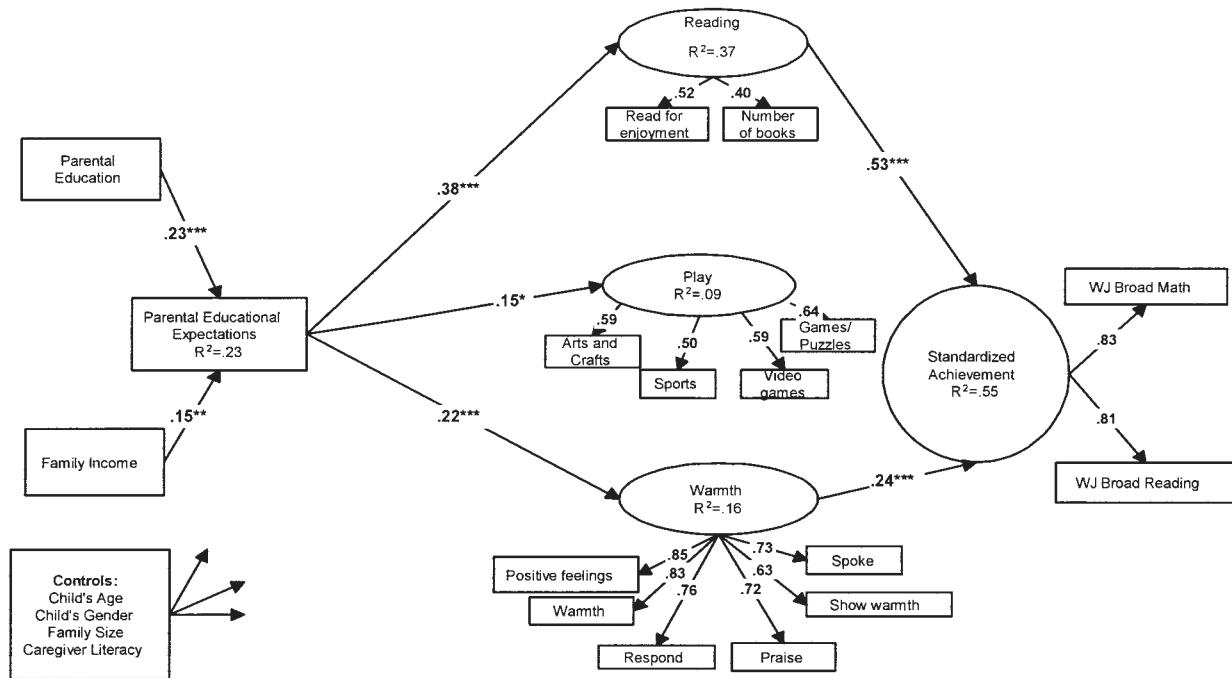 Reading
R²=.37
.52
.40
Read for
enjoyment
Number
of books
Parental
Education
.38***
.53***
.23***
Play
R²=.09
.15*
Parental Educational
Expectations
R²=.23
.59
.50
.59
.64
Arts and
Crafts
Sports
Video
games
Games/
Puzzles
WJ Broad Math
.83
Standardized
Achievement
R²=.55
.81
WJ Broad Reading
.15**
.22***
Family Income
Warmth
R²=.16
.24***
.85
.83
.76
.72
.63
.73
Positive feelings
Warmth
Respond
Praise
Show warmth
Spoke
Controls:
Child's Age
Child's Gender
Family Size
Caregiver Literacy